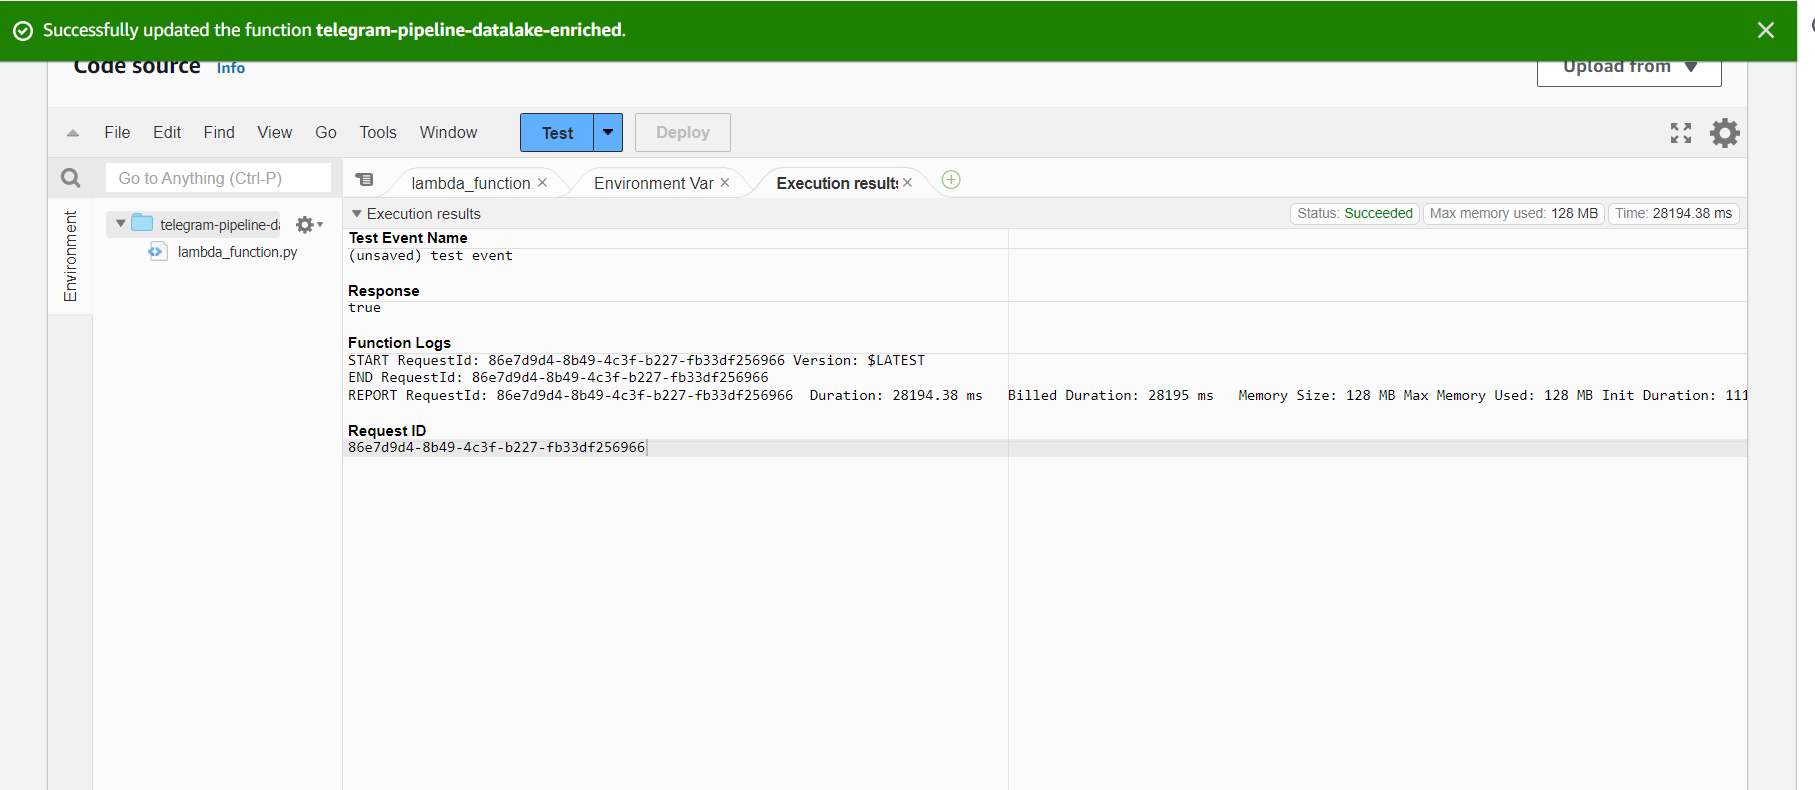 Successfully updated the function telegram-pipeline-datalake-enriched.
Code source Info
Upload from
File Edit Find View Go Tools Window Test Deploy
Go to Anything (Ctrl-P)
lambda_function. Environment Var Execution results
Environment
telegram-pipeline-da
lambda_function.py
Execution results
Status: Succeeded Max memory used: 128 MB Time: 28194.38 ms
Test Event Name
(unsaved) test event
Response
true
Function Logs
START RequestId: 86e7d9d4-8b49-4c3f-b227-fb33df256966 Version: $LATEST
END RequestId: 86e7d9d4-8b49-4c3f-b227-fb33df256966
REPORT RequestId: 86e7d9d4-8b49-4c3f-b227-fb33df256966 Duration: 28194.38 ms Billed Duration: 28195 ms Memory Size: 128 MB Max Memory Used: 128 MB Init Duration: 111
Request ID
86e7d9d4-8b49-4c3f-b227-fb33df256966